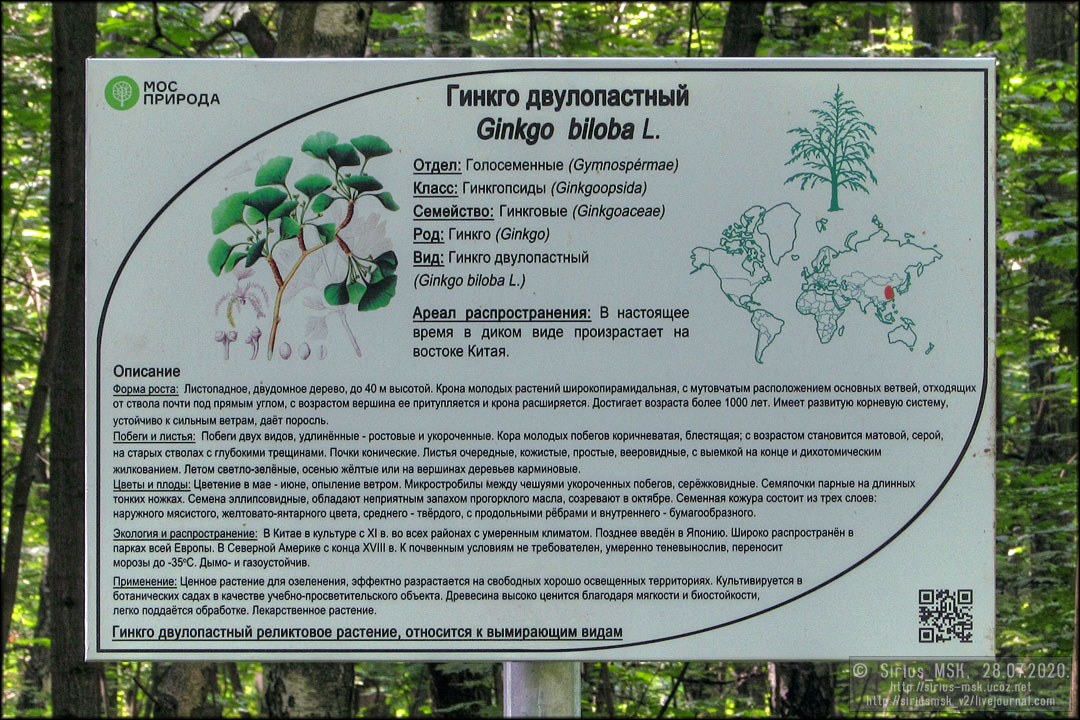 МОС
ПРИРОДА
Гинкго двулопастный
Ginkgo biloba L.
Отдел: Голосеменные (Gymnospérmae)
Класс: Гинкгопсиды (Ginkgoopsida)
Семейство: Гинкговые (Ginkgoaceae)
Род: Гинкго (Ginkgo)
Вид: Гинкго двулопастный
(Ginkgo biloba L.)
Ареал распространения: В настоящее
время в диком виде произрастает на
востоке Китая.
Описание
Форма роста: Листопадное, двудомное дерево, до 40 м высотой. Крона молодых растений широкопирамидальная, с мутовчатым расположением основных ветвей, отходящих
от ствола почти под прямым углом, с возрастом вершина ее притупляется и крона расширяется. Достигает возраста более 1000 лет. Имеет развитую корневую систему,
устойчиво к сильным ветрам, даёт поросль.
Побеги и листья: Побеги двух видов, удлинённые - ростовые и укороченные. Кора молодых побегов коричневатая, блестящая; с возрастом становится матовой, серой,
на старых стволах с глубокими трещинами. Почки конические. Листья очередные, кожистые, простые, вееровидные, с выемкой на конце и дихотомическим
жилкованием. Летом светло-зелёные, осенью жёлтые или на вершинах деревьев карминовые.
Цветы и плоды: Цветение в мае - июне, опыление ветром. Микростробилы между чешуями укороченных побегов, серёжковидные. Семяпочки парные на длинных
тонких ножках. Семена эллипсовидные, обладают неприятным запахом прогорклого масла, созревают в октябре. Семенная кожура состоит из трех слоев:
наружного мясистого, желтовато-янтарного цвета, среднего - твёрдого, с продольными рёбрами и внутреннего - бумагообразного.
Экология и распространение: В Китае в культуре с XI в. во всех районах с умеренным климатом. Позднее введён в Японию. Широко распространён в
парках всей Европы. В Северной Америке с конца XVIII в. К почвенным условиям не требователен, умеренно теневынослив, переносит
морозы до -35ºС. Дымо- и газоустойчив.
Применение: Ценное растение для озеленения, эффектно разрастается на свободных хорошо освещенных территориях. Культивируется в
ботанических садах в качестве учебно-просветительского объекта. Древесина высоко ценится благодаря мягкости и биостойкости,
легко поддаётся обработке. Лекарственное растение.
Гинкго двулопастный реликтовое растение, относится к вымирающим видам
© Sirius_MSK, 28.07.2020.
http://sirius-msk.ucoz.net
http://siriusmsk_v2/livejournal.com